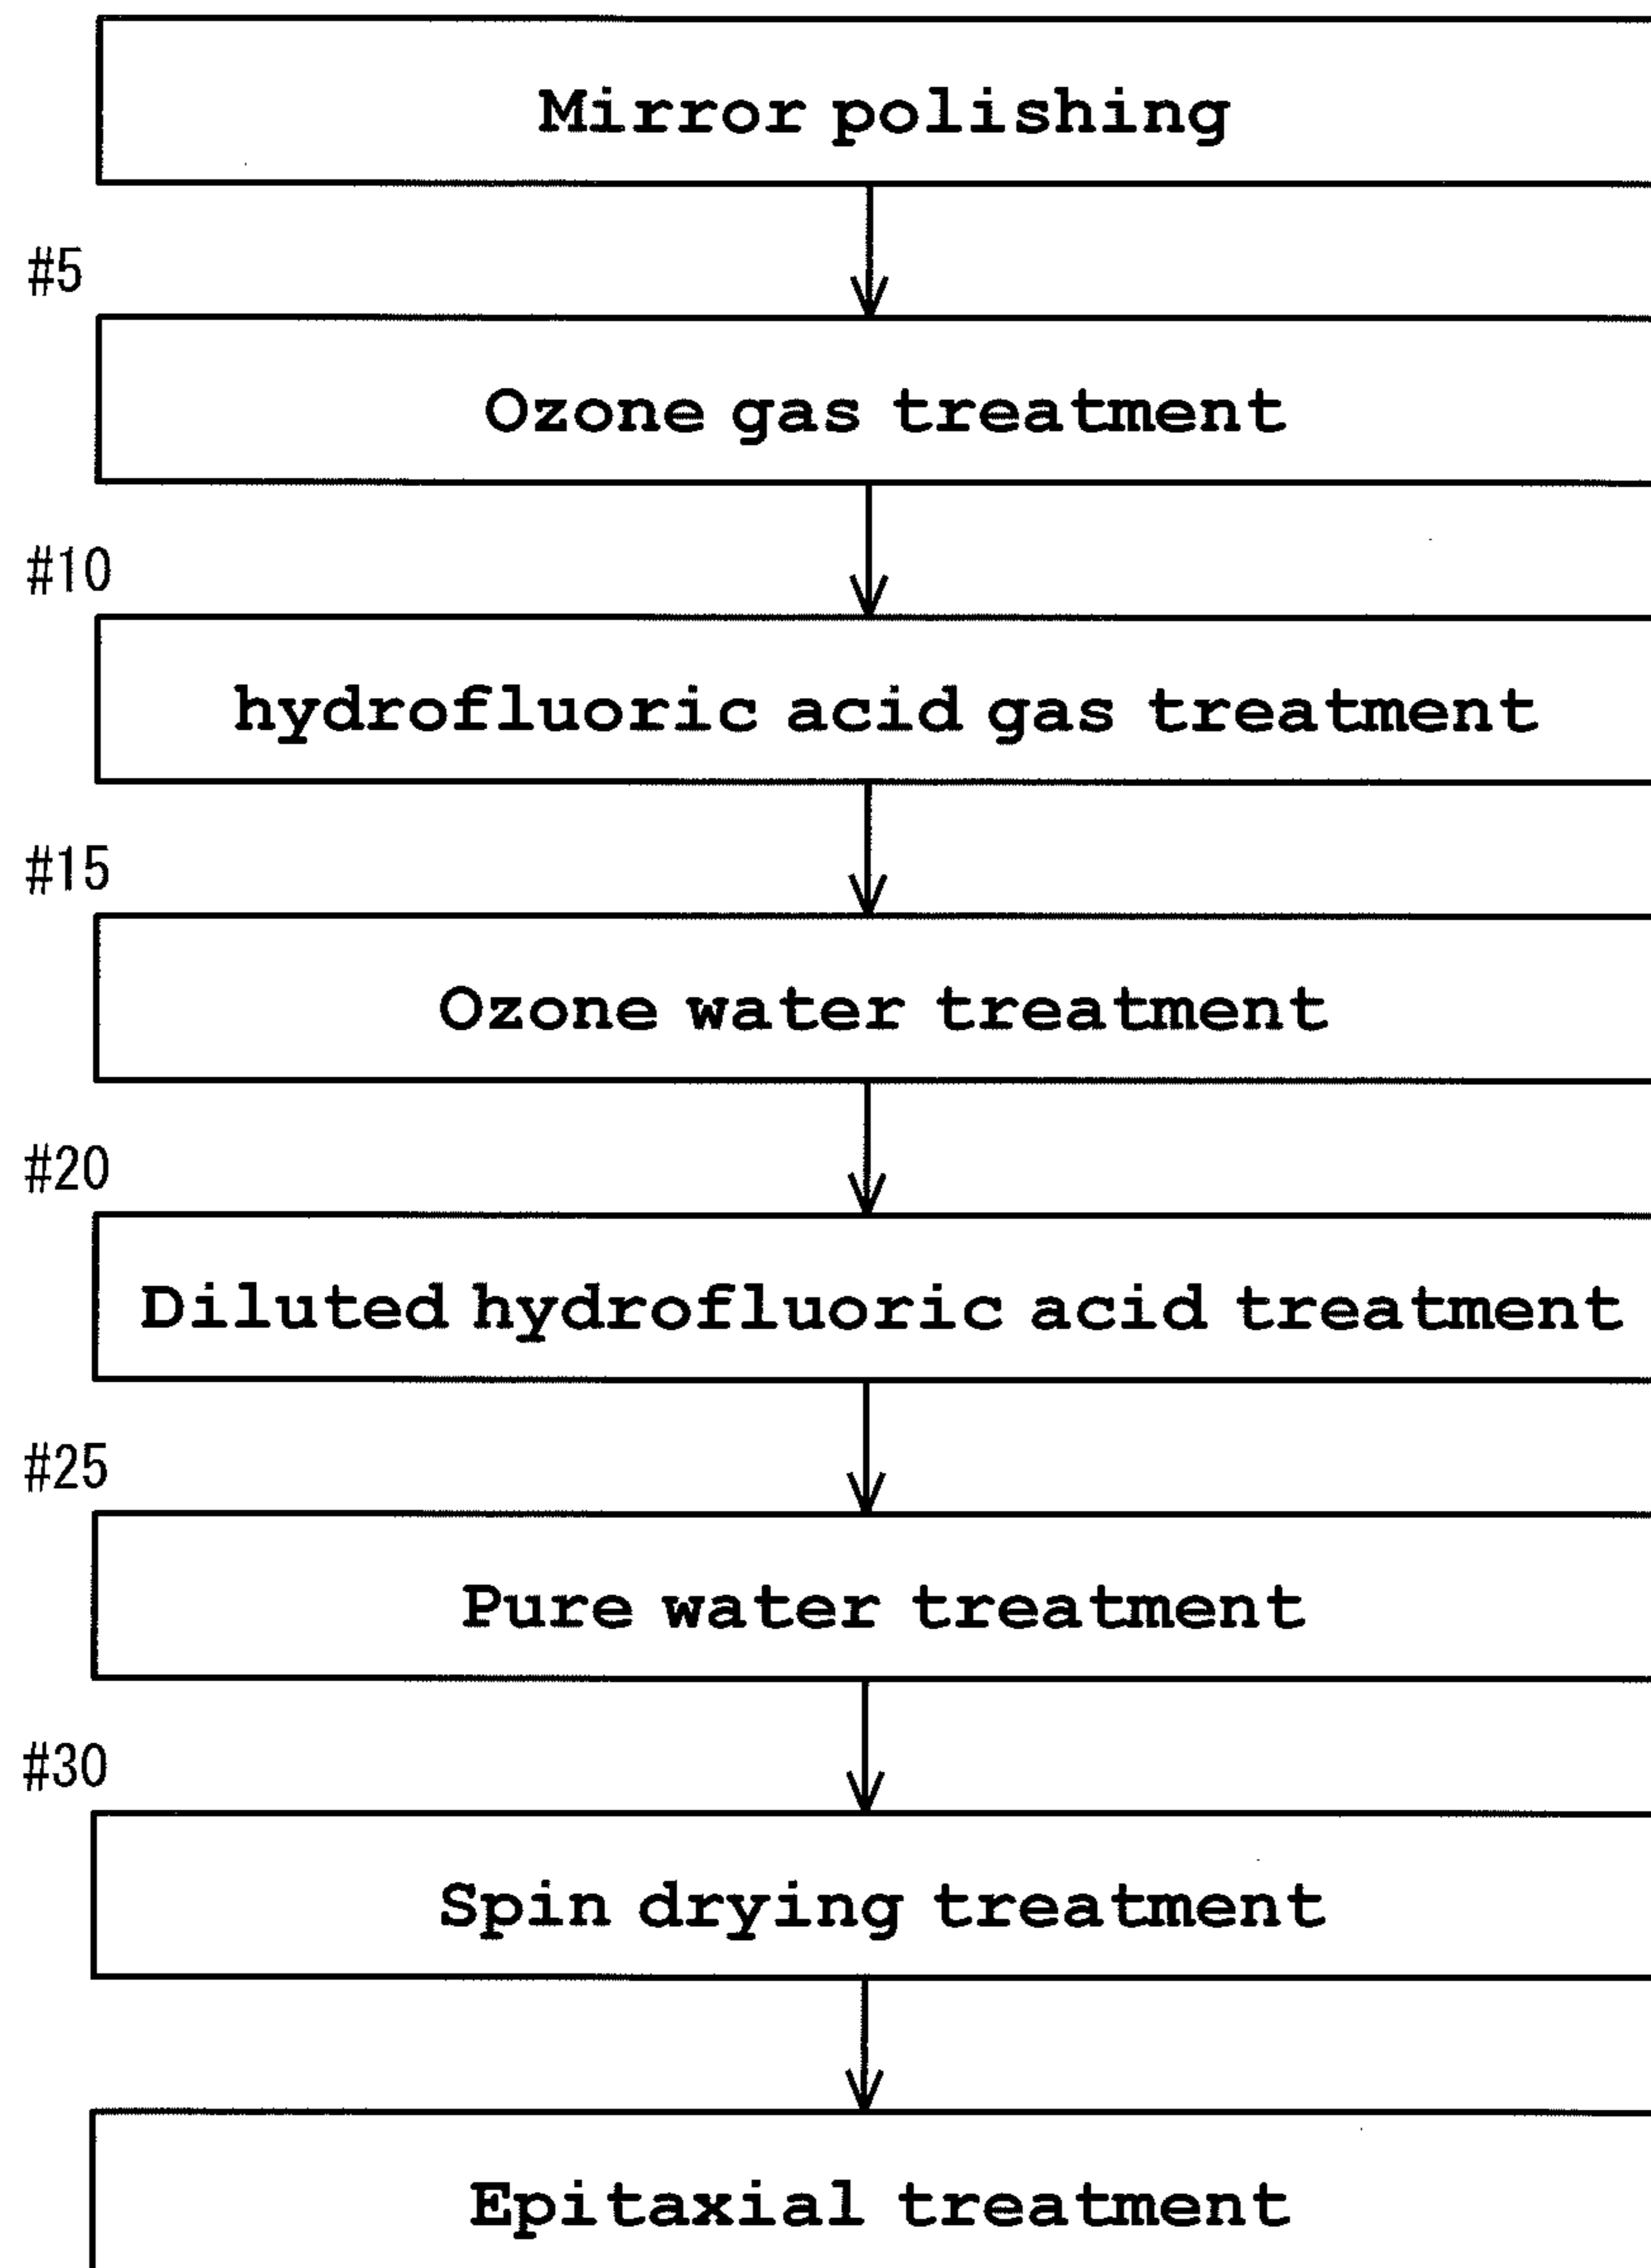 Mirror polishing
#5
Ozone gas treatment
#10
hydrofluoric acid gas treatment
#15
Ozone water treatment
#20
Diluted hydrofluoric acid treatment
#25
Pure water treatment
#30
Spin drying treatment
Epitaxial treatment